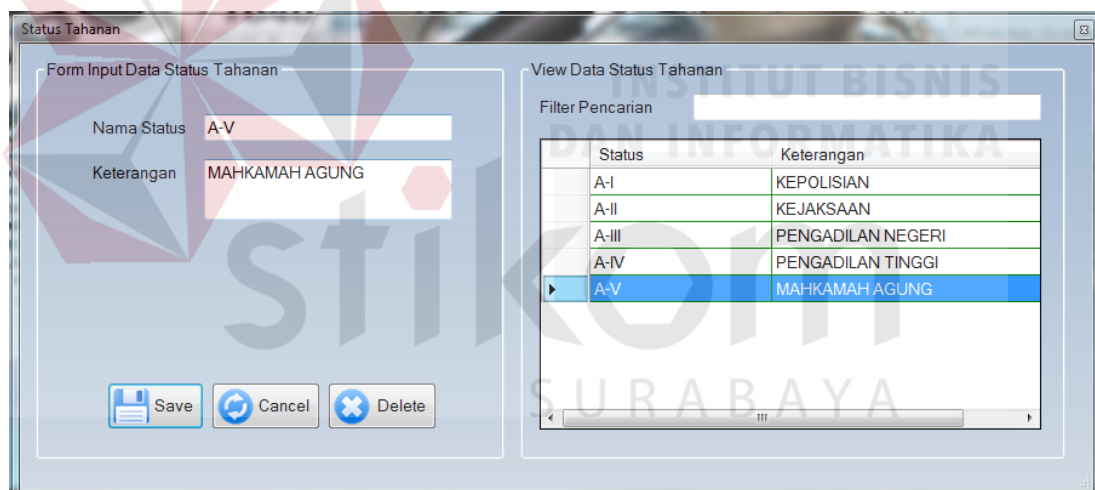 Status Tahanan
Form Input Data Status Tahanan
Nama Status A-V
Keterangan MAHKAMAH AGUNG
Save Cancel Delete
View Data Status Tahanan
Filter Pencarian
Status Keterangan
A-I KEPOLISIAN
A-II KEJAKSAAN
A-III PENGADILAN NEGERI
A-IV PENGADILAN TINGGI
A-V MAHKAMAH AGUNG
INSTITUT BISNIS
DAN INFORMATIKA
stikom
SURABAYA